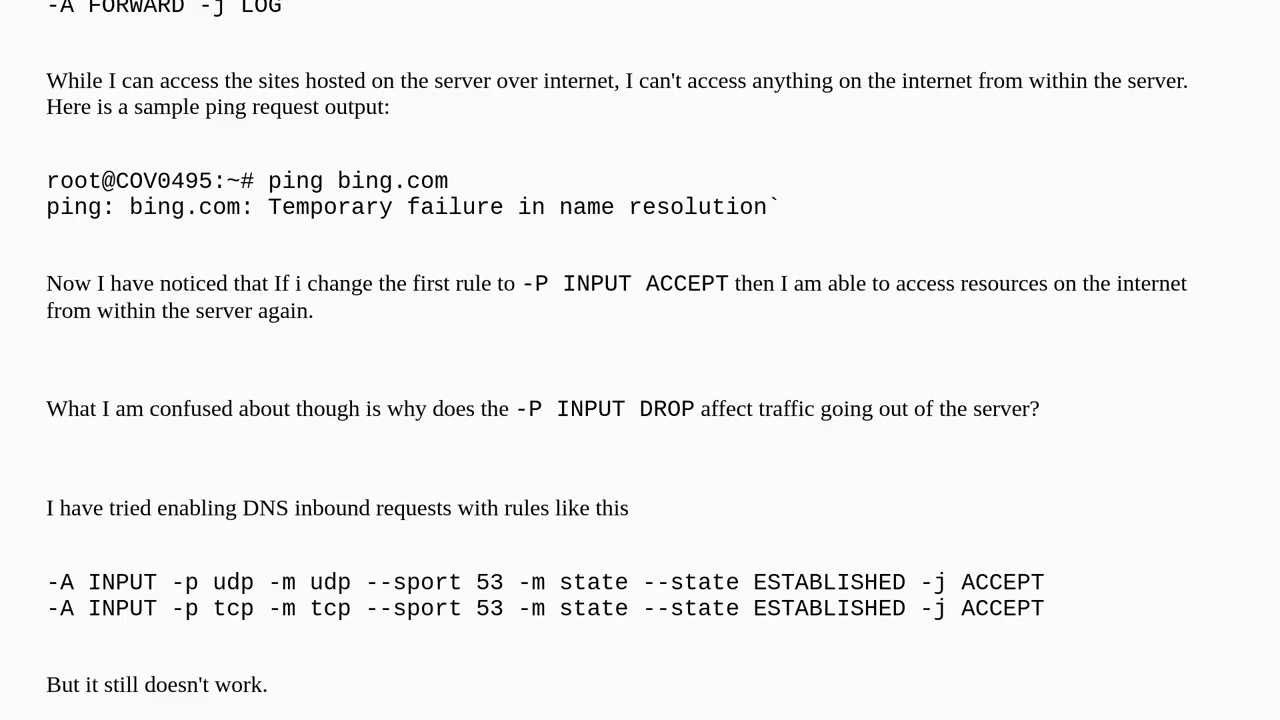 -A FORWARD -j LOG
While I can access the sites hosted on the server over internet, I can't access anything on the internet from within the server.
Here is a sample ping request output:
root@COV0495:~# ping bing.com
ping: bing.com: Temporary failure in name resolution`
Now I have noticed that If i change the first rule to -P INPUT ACCEPT then I am able to access resources on the internet
from within the server again.
What I am confused about though is why does the -P INPUT DROP affect traffic going out of the server?
I have tried enabling DNS inbound requests with rules like this
-A INPUT -p udp -m udp --sport 53 -m state --state ESTABLISHED -j ACCEPT
-A INPUT -p tcp -m tcp --sport 53 -m state --state ESTABLISHED -j ACCEPT
But it still doesn't work.